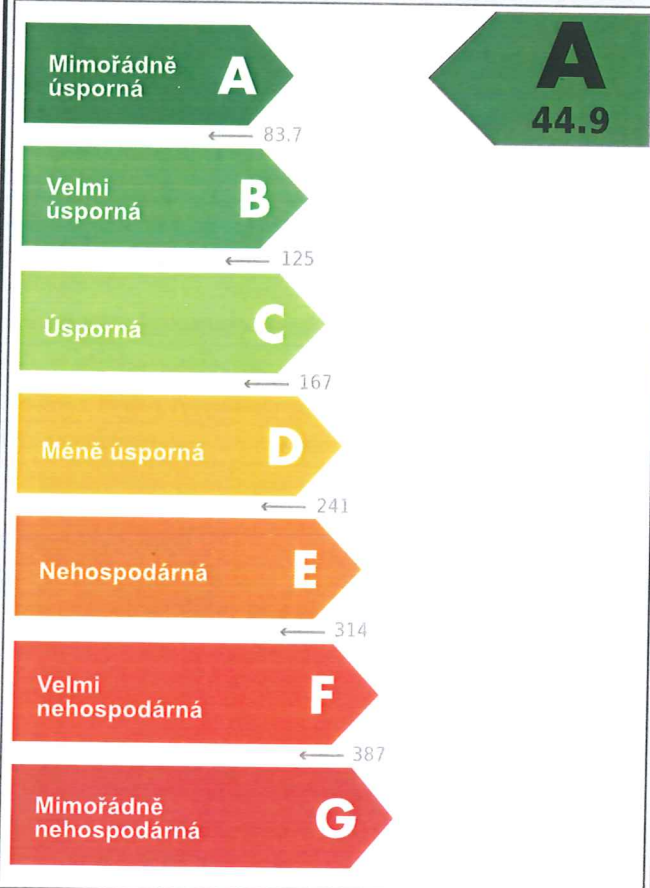 Mimořádně
úsporná
A
A
44.9
83.7
Velmi
úsporná
B
125
Úsporná
C
167
Méně úsporná
D
241
Nehospodárná
E
314
Velmi
nehospodárná
F
387
Mimořádně
nehospodárná
G